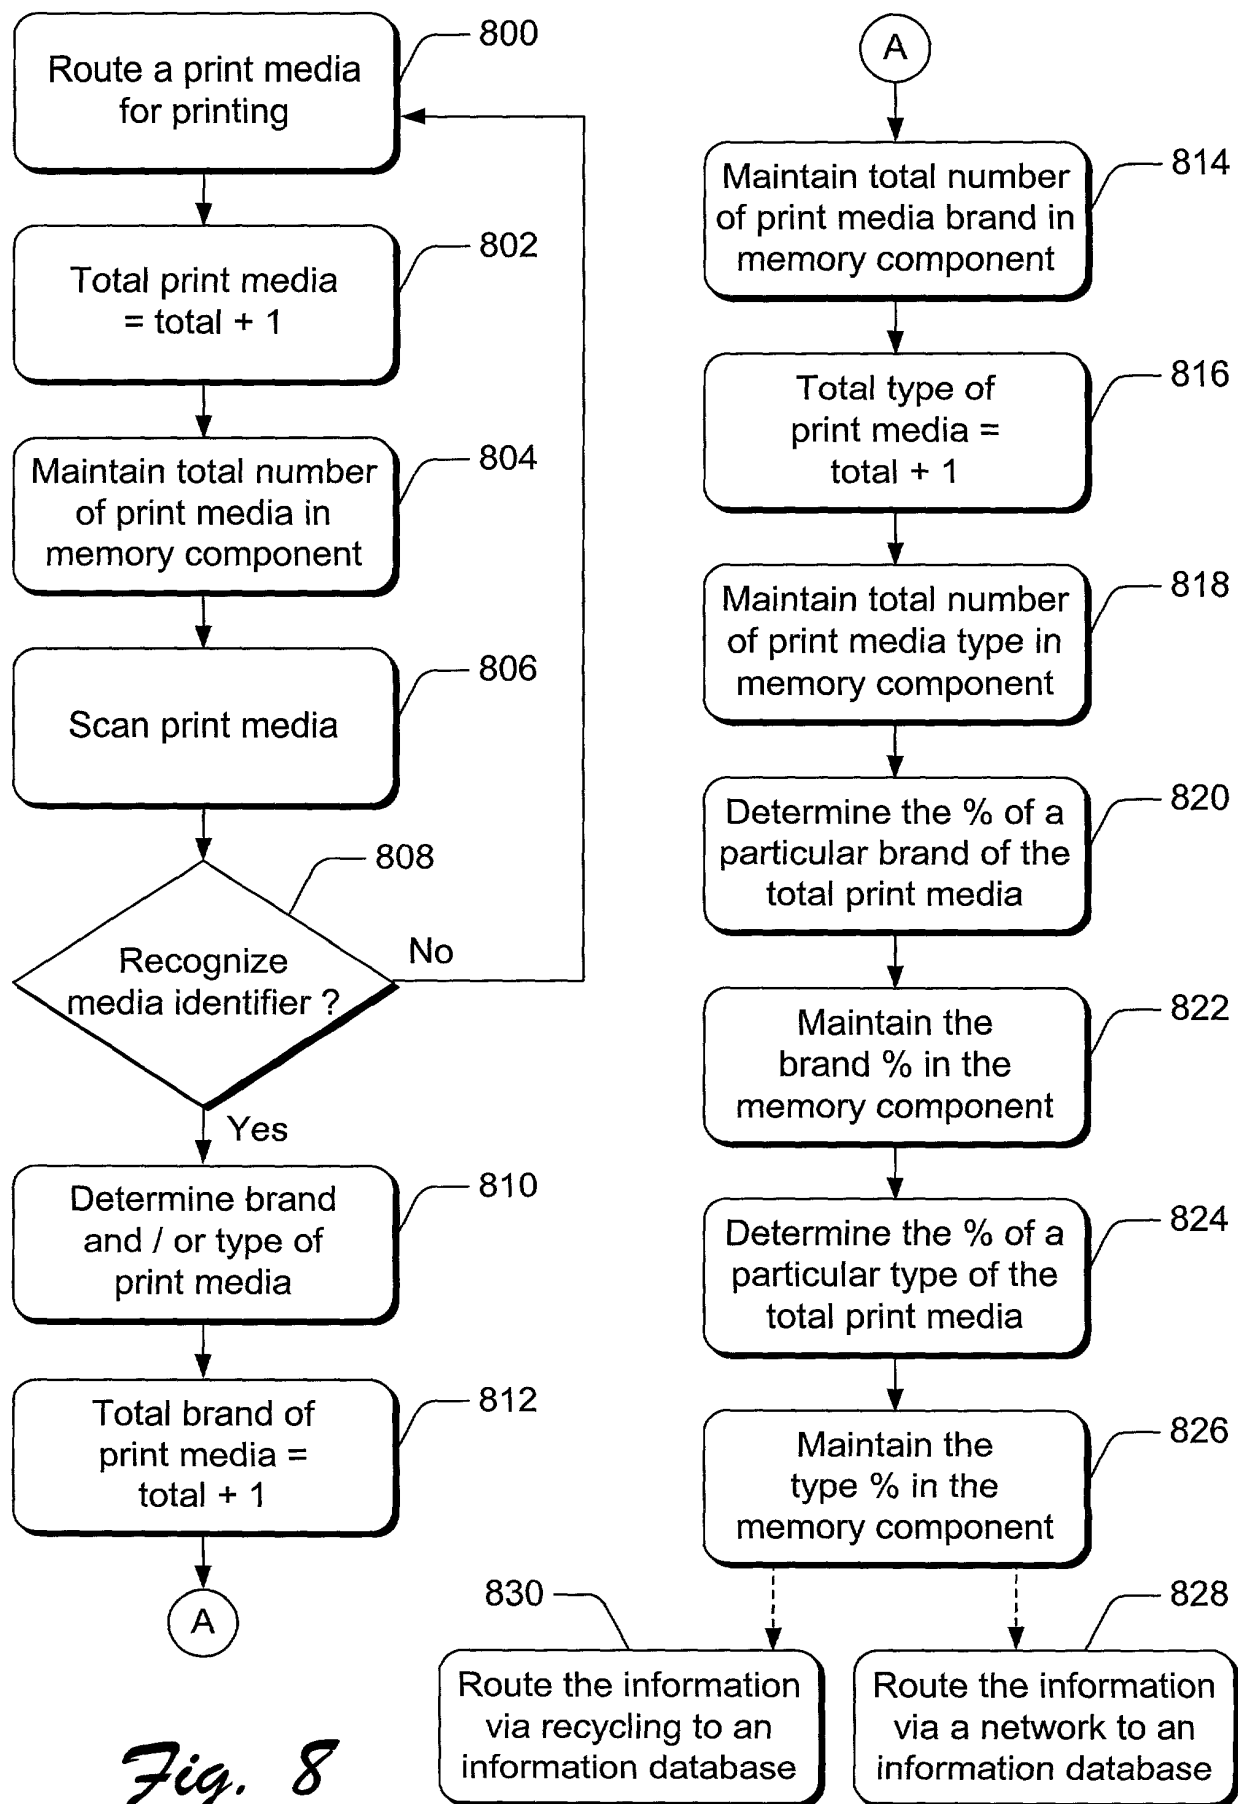 800
Route a print media
for printing
802
Total print media
= total + 1
804
Maintain total number
of print media in
memory component
806
Scan print media
808
Recognize
media identifier ?
No
Yes
810
Determine brand
and / or type of
print media
812
Total brand of
print media =
total + 1
A
A
814
Maintain total number
of print media brand in
memory component
816
Total type of
print media =
total + 1
818
Maintain total number
of print media type in
memory component
820
Determine the % of a
particular brand of the
total print media
822
Maintain the
brand % in the
memory component
824
Determine the % of a
particular type of the
total print media
826
Maintain the
type % in the
memory component
830
Route the information
via recycling to an
information database
828
Route the information
via a network to an
information database
Fig. 8